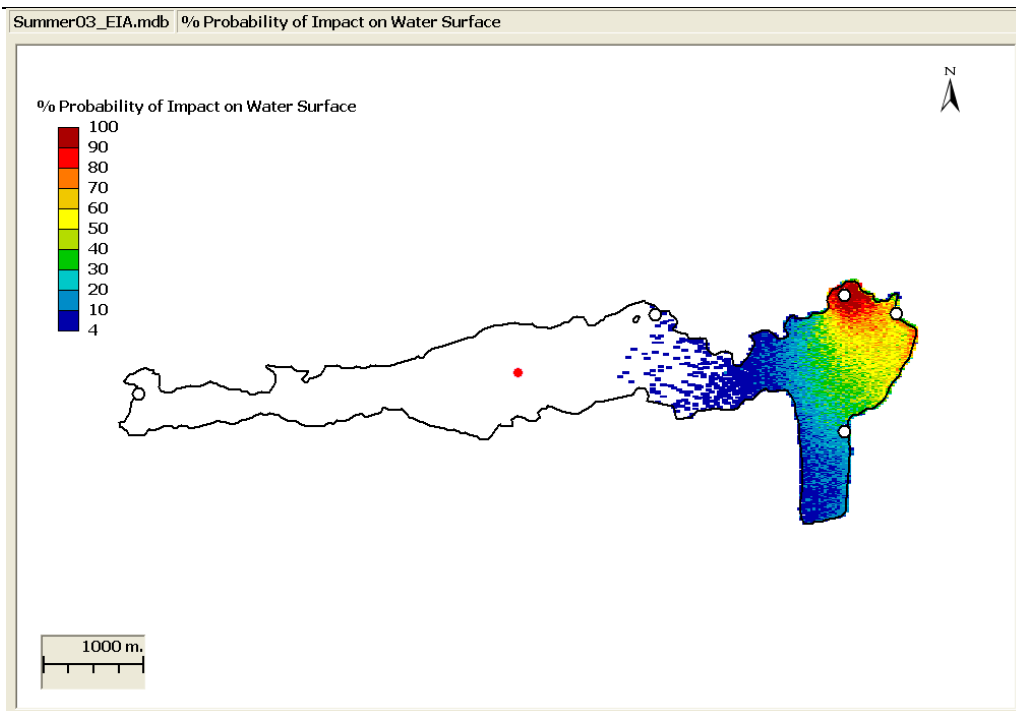 Summer03_EIA.mdb % Probability of Impact on Water Surface
N
% Probability of Impact on Water Surface
100
90
80
70
60
50
40
30
20
10
4
1000 m.